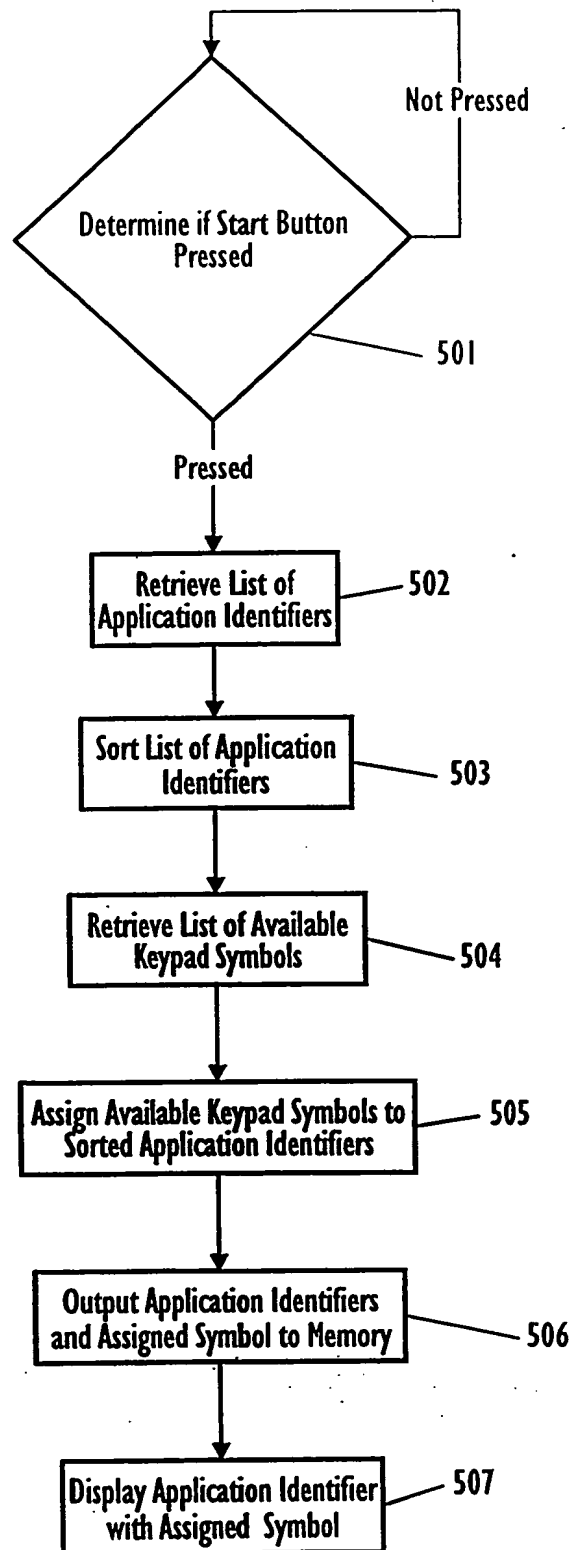 Not Pressed
Determine if Start Button
Pressed
501
Pressed
Retrieve List of
Application Identifiers
502
Sort List of Application
Identifiers
503
Retrieve List of Available
Keypad Symbols
504
Assign Available Keypad Symbols to
Sorted Application Identifiers
505
Output Application Identifiers
and Assigned Symbol to Memory
506
Display Application Identifier
with Assigned Symbol
507